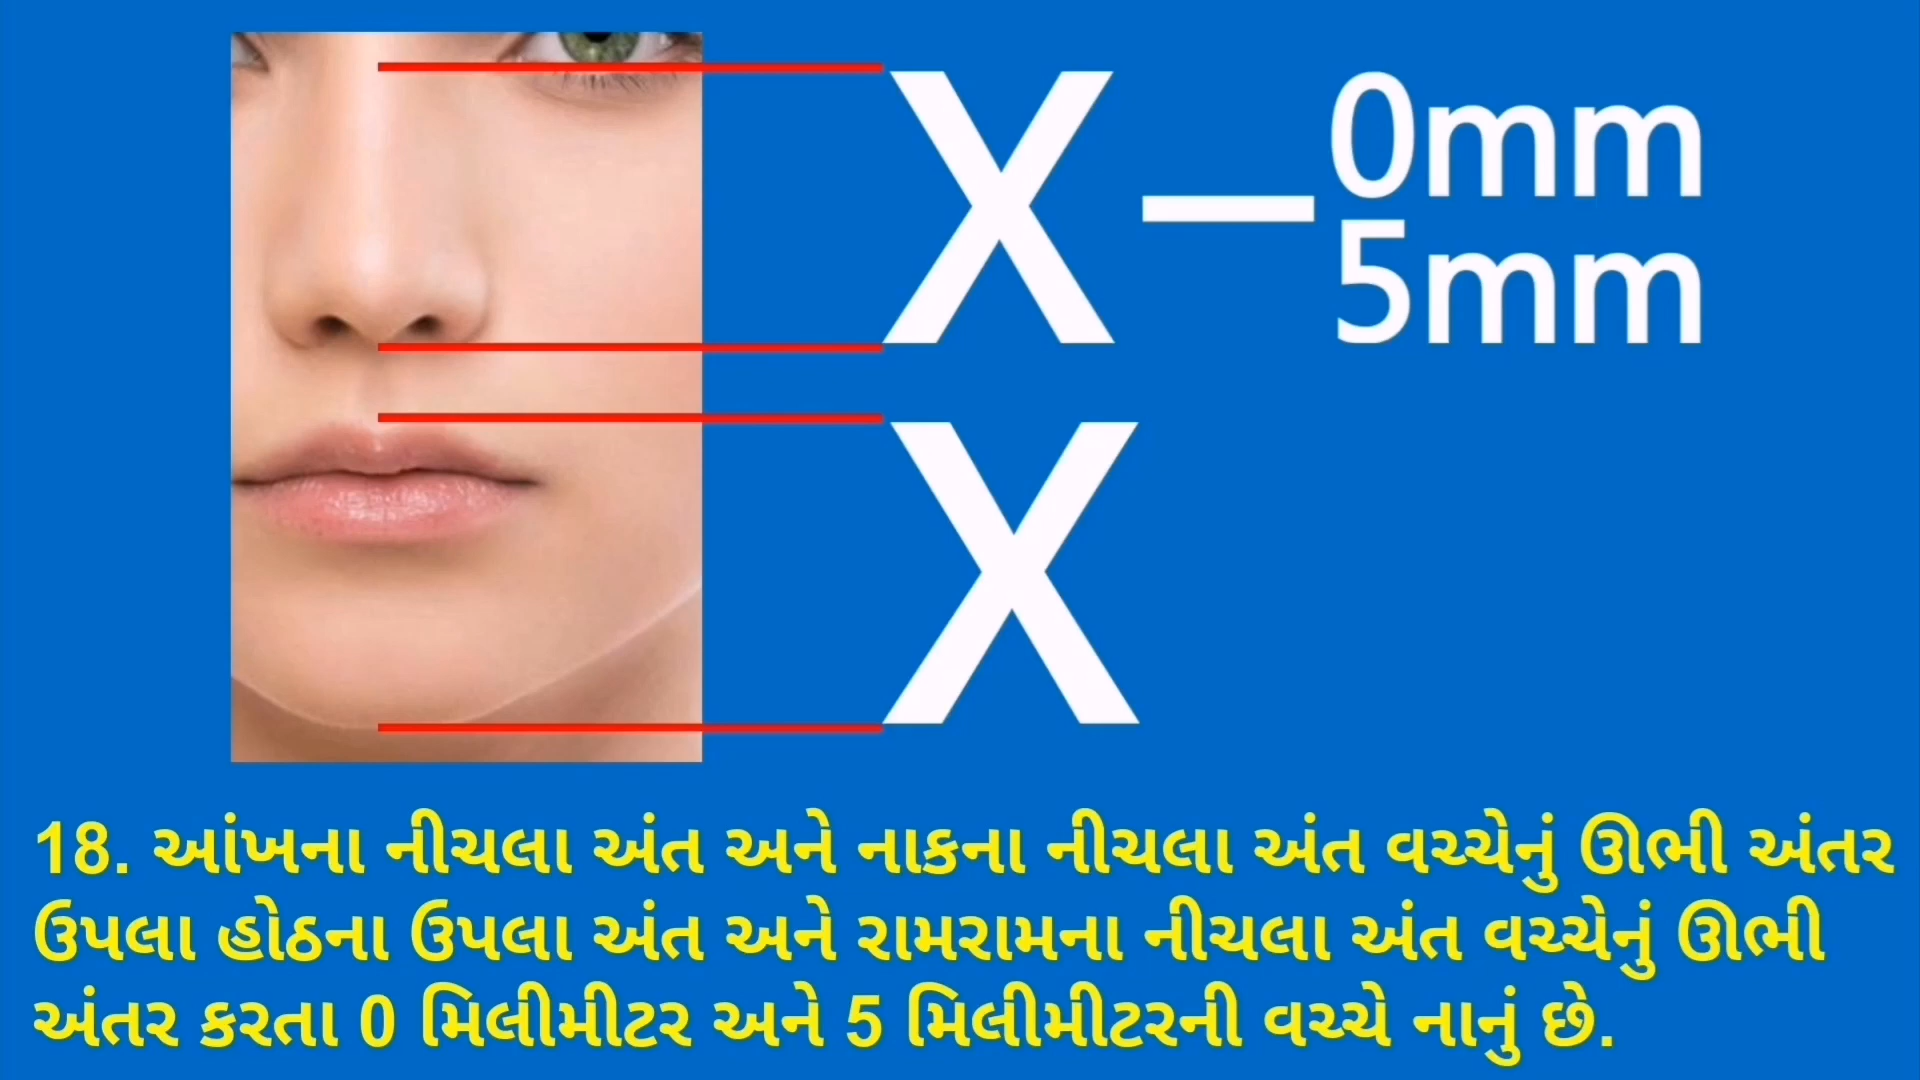 X – 0mm
5mm
X
18. આંખના નીચલા અંત અને નાકના નીચલા અંત વચ્ચેનું ઊભી અંતર
ઉપલા હોઠના ઉપલા અંત અને રામરામના નીચલા અંત વચ્ચેનું ઊભી
અંતર કરતા 0 મિલીમીટર અને 5 મિલીમીટરની વચ્ચે નાનું છે.